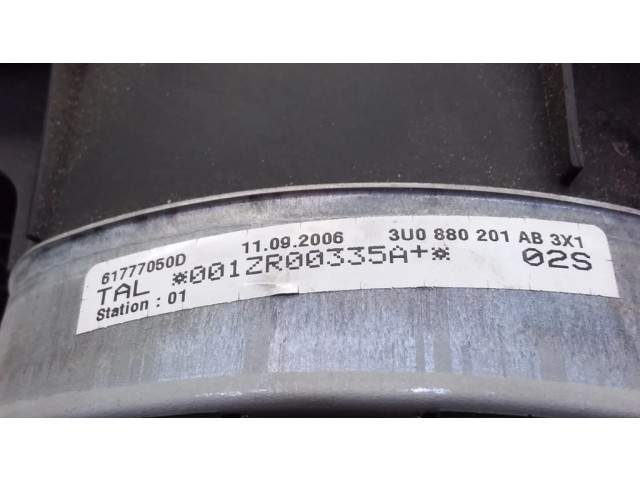 61777050D 11.09.2006 3U0 880 201 AB 3X1
TAL *001ZR00335A+* 02S
Station : 01